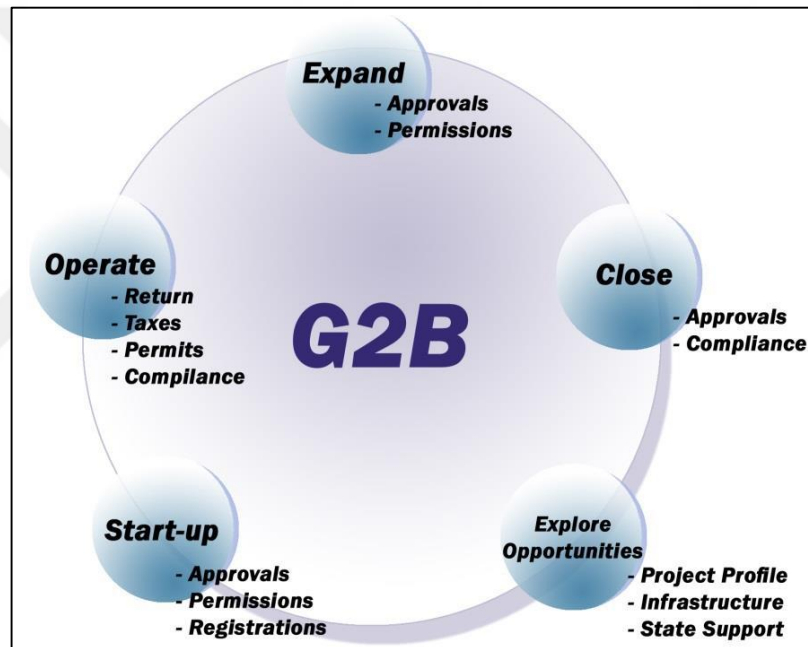 Expand
- Approvals
- Permissions
Operate
- Return
- Taxes
- Permits
- Compilance
G2B
Close
- Approvals
- Compliance
Start-up
- Approvals
- Permissions
- Registrations
Explore
Opportunities
- Project Profile
- Infrastructure
- State Support